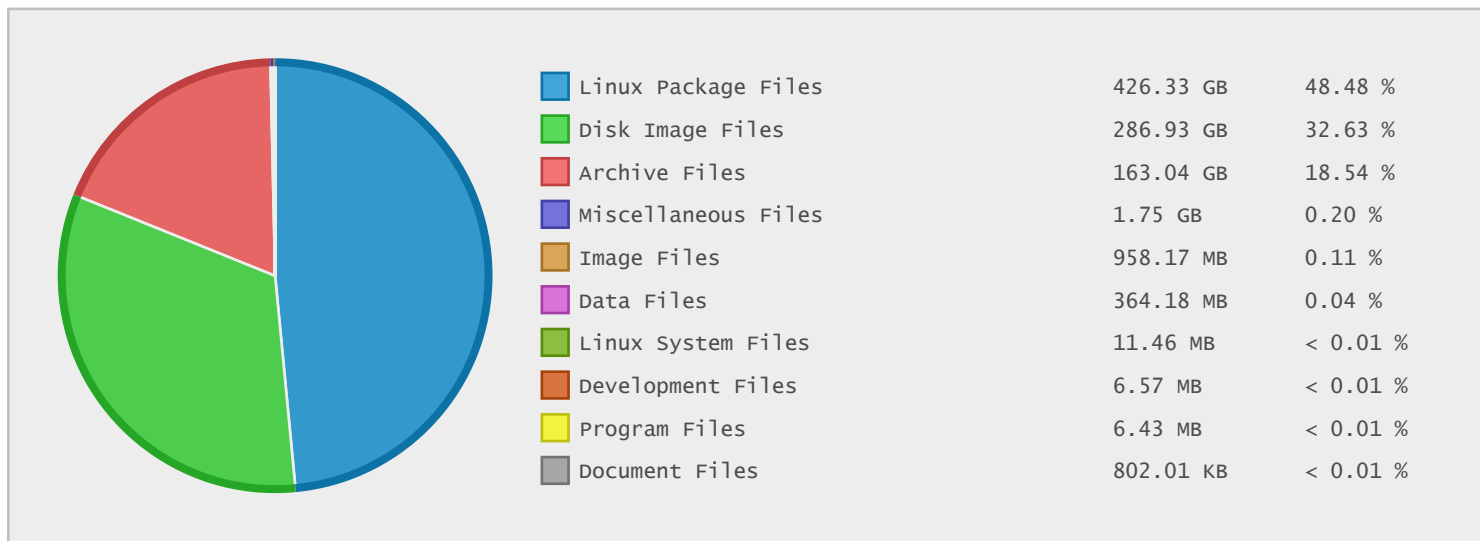 Linux Package Files 426.33 GB 48.48 %
Disk Image Files 286.93 GB 32.63 %
Archive Files 163.04 GB 18.54 %
Miscellaneous Files 1.75 GB 0.20 %
Image Files 958.17 MB 0.11 %
Data Files 364.18 MB 0.04 %
Linux System Files 11.46 MB < 0.01 %
Development Files 6.57 MB < 0.01 %
Program Files 6.43 MB < 0.01 %
Document Files 802.01 KB < 0.01 %